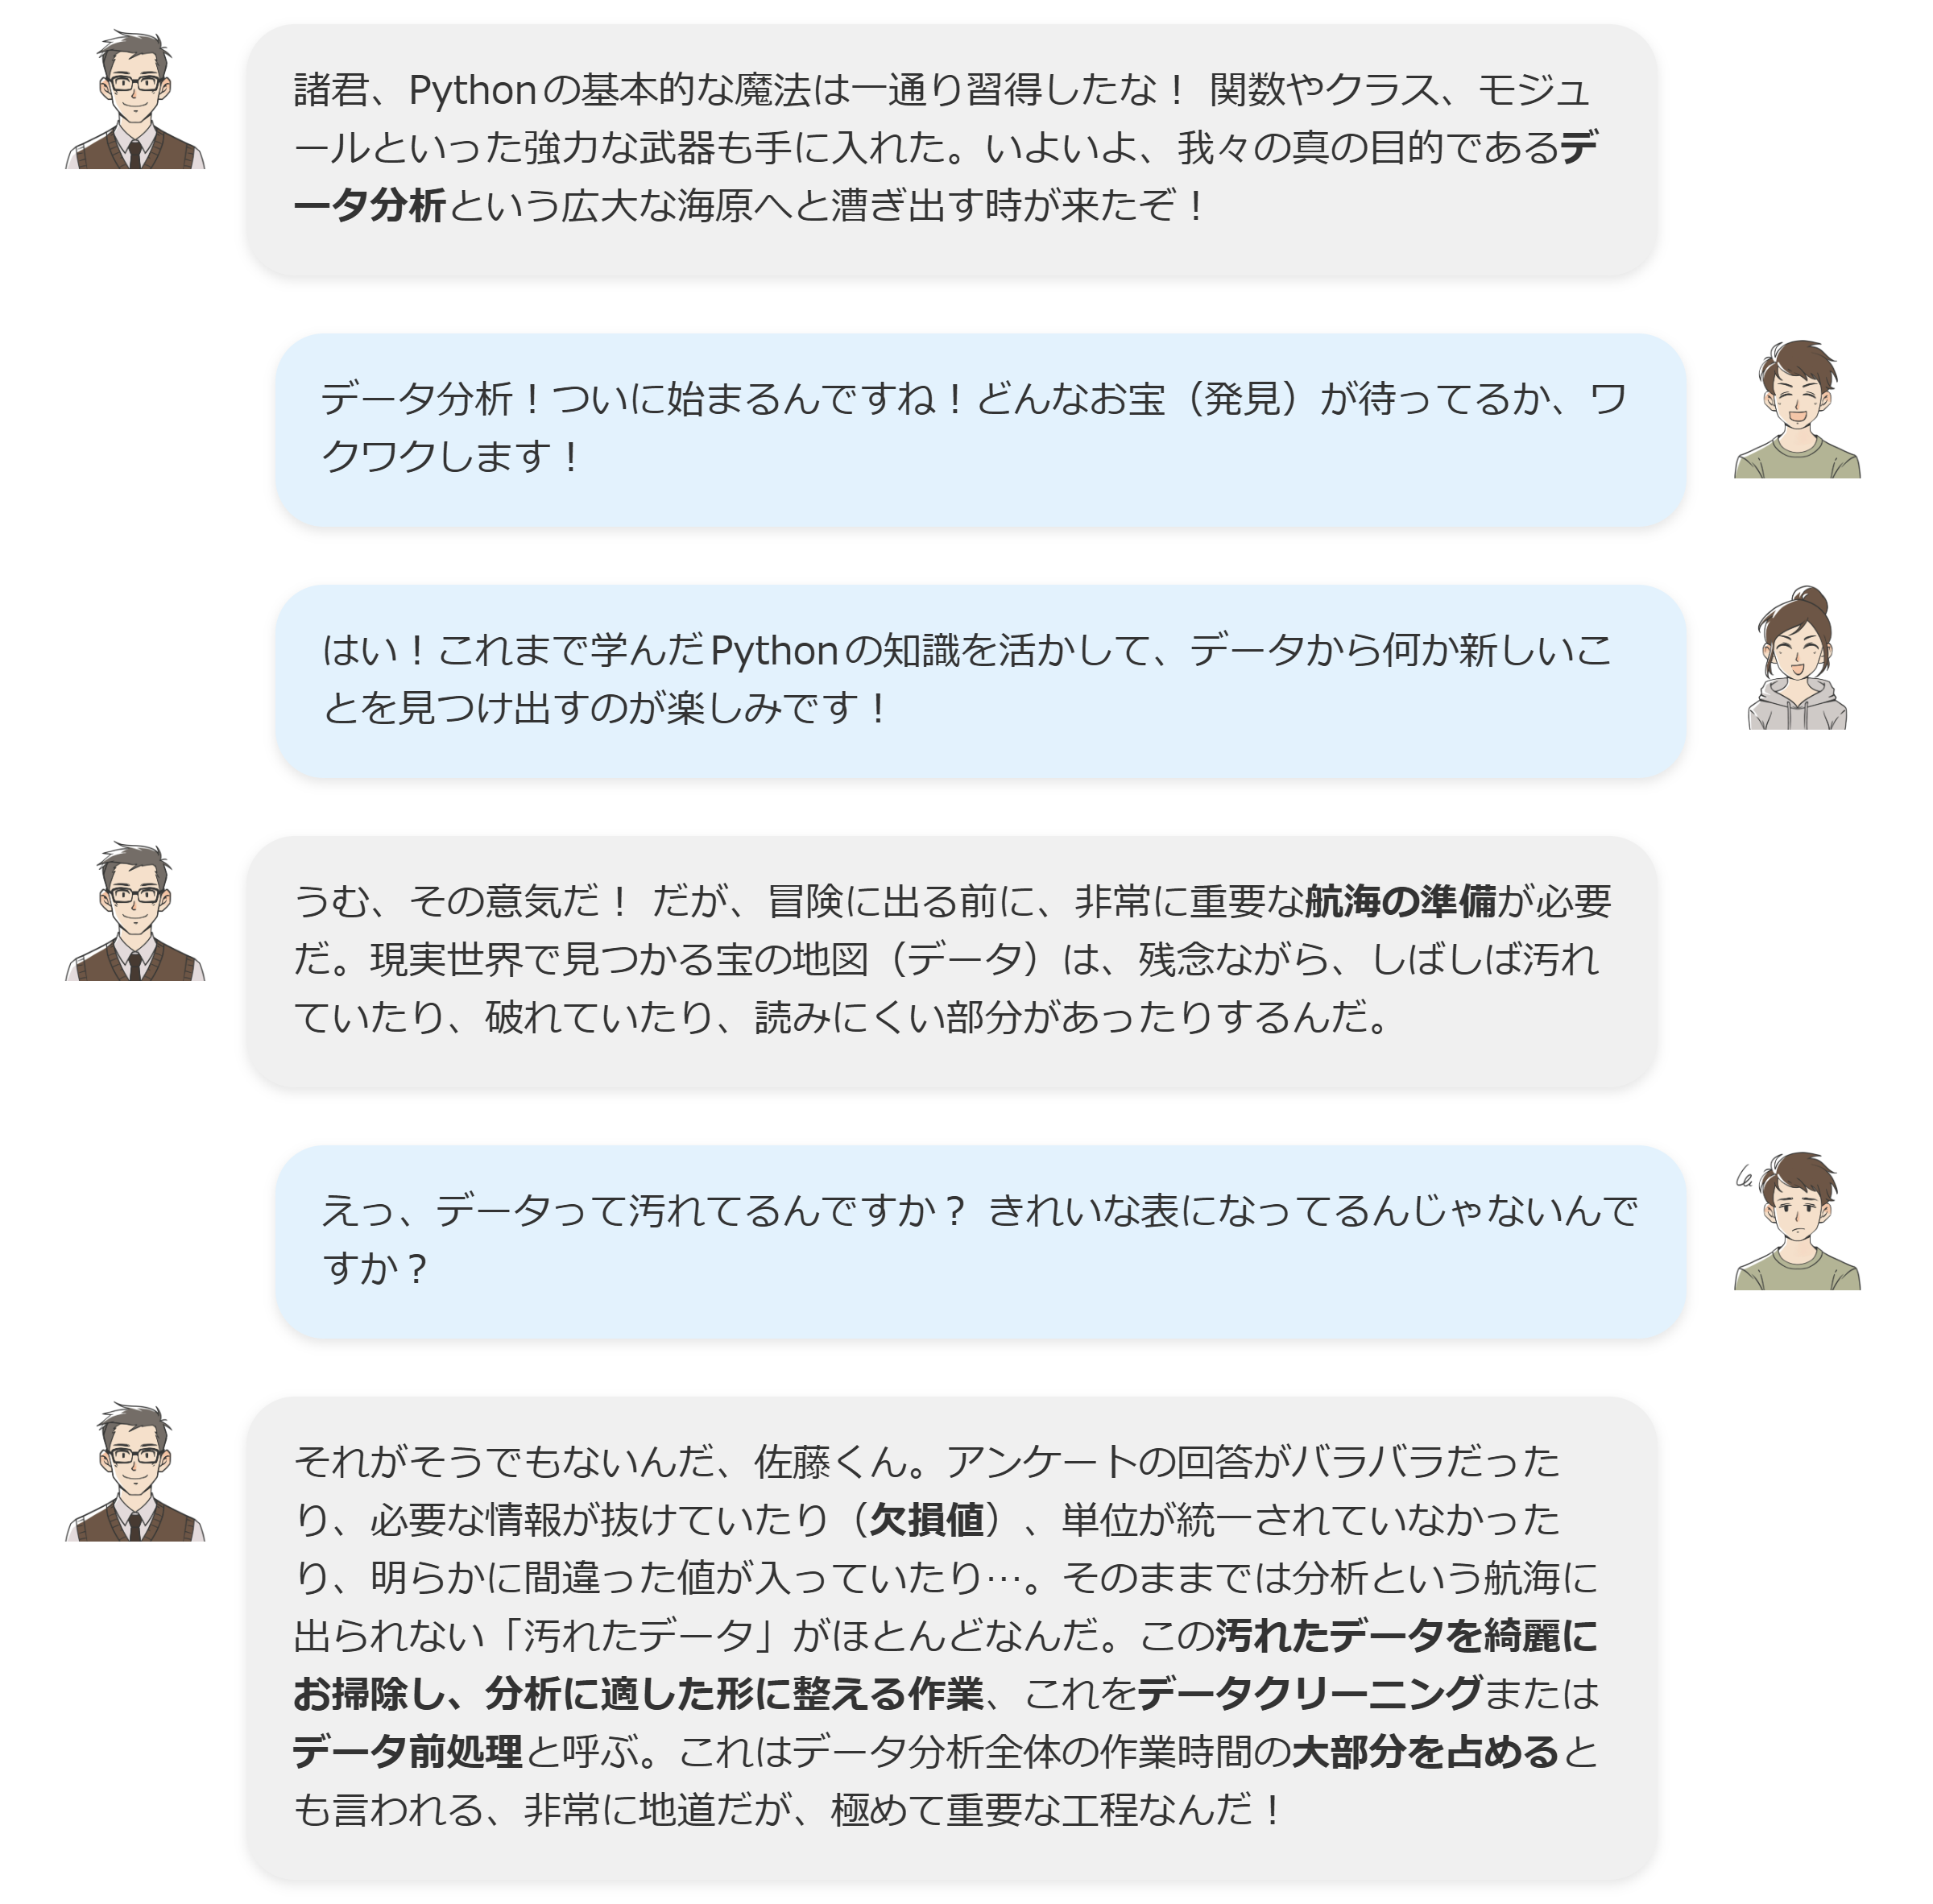 諸君、Pythonの基本的な魔法は一通り習得したな！ 関数やクラス、モジュ
ールといった強力な武器も手に入れた。いよいよ、我々の真の目的であるデ
ータ分析という広大な海原へと漕ぎ出す時が来たぞ！
データ分析！ついに始まるんですね！どんなお宝（発見）が待ってるか、ワ
クワクします！
はい！これまで学んだPythonの知識を活かして、データから何か新しいこ
とを見つけ出すのが楽しみです！
うむ、その意気だ！ だが、冒険に出る前に、非常に重要な航海の準備が必要
だ。現実世界で見つかる宝の地図（データ）は、残念ながら、しばしば汚れ
ていたり、破れていたり、読みにくい部分があったりするんだ。
えっ、データって汚れてるんですか？ きれいな表になってるんじゃないんで
すか？
それがそうでもないんだ、佐藤くん。アンケートの回答がバラバラだった
り、必要な情報が抜けていたり（欠損値）、単位が統一されていなかった
り、明らかに間違った値が入っていたり…。そのままでは分析という航海に
出られない「汚れたデータ」がほとんどなんだ。この汚れたデータを綺麗に
お掃除し、分析に適した形に整える作業、これをデータクリーニングまたは
データ前処理と呼ぶ。これはデータ分析全体の作業時間の大部分を占めると
も言われる、非常に地道だが、極めて重要な工程なんだ！